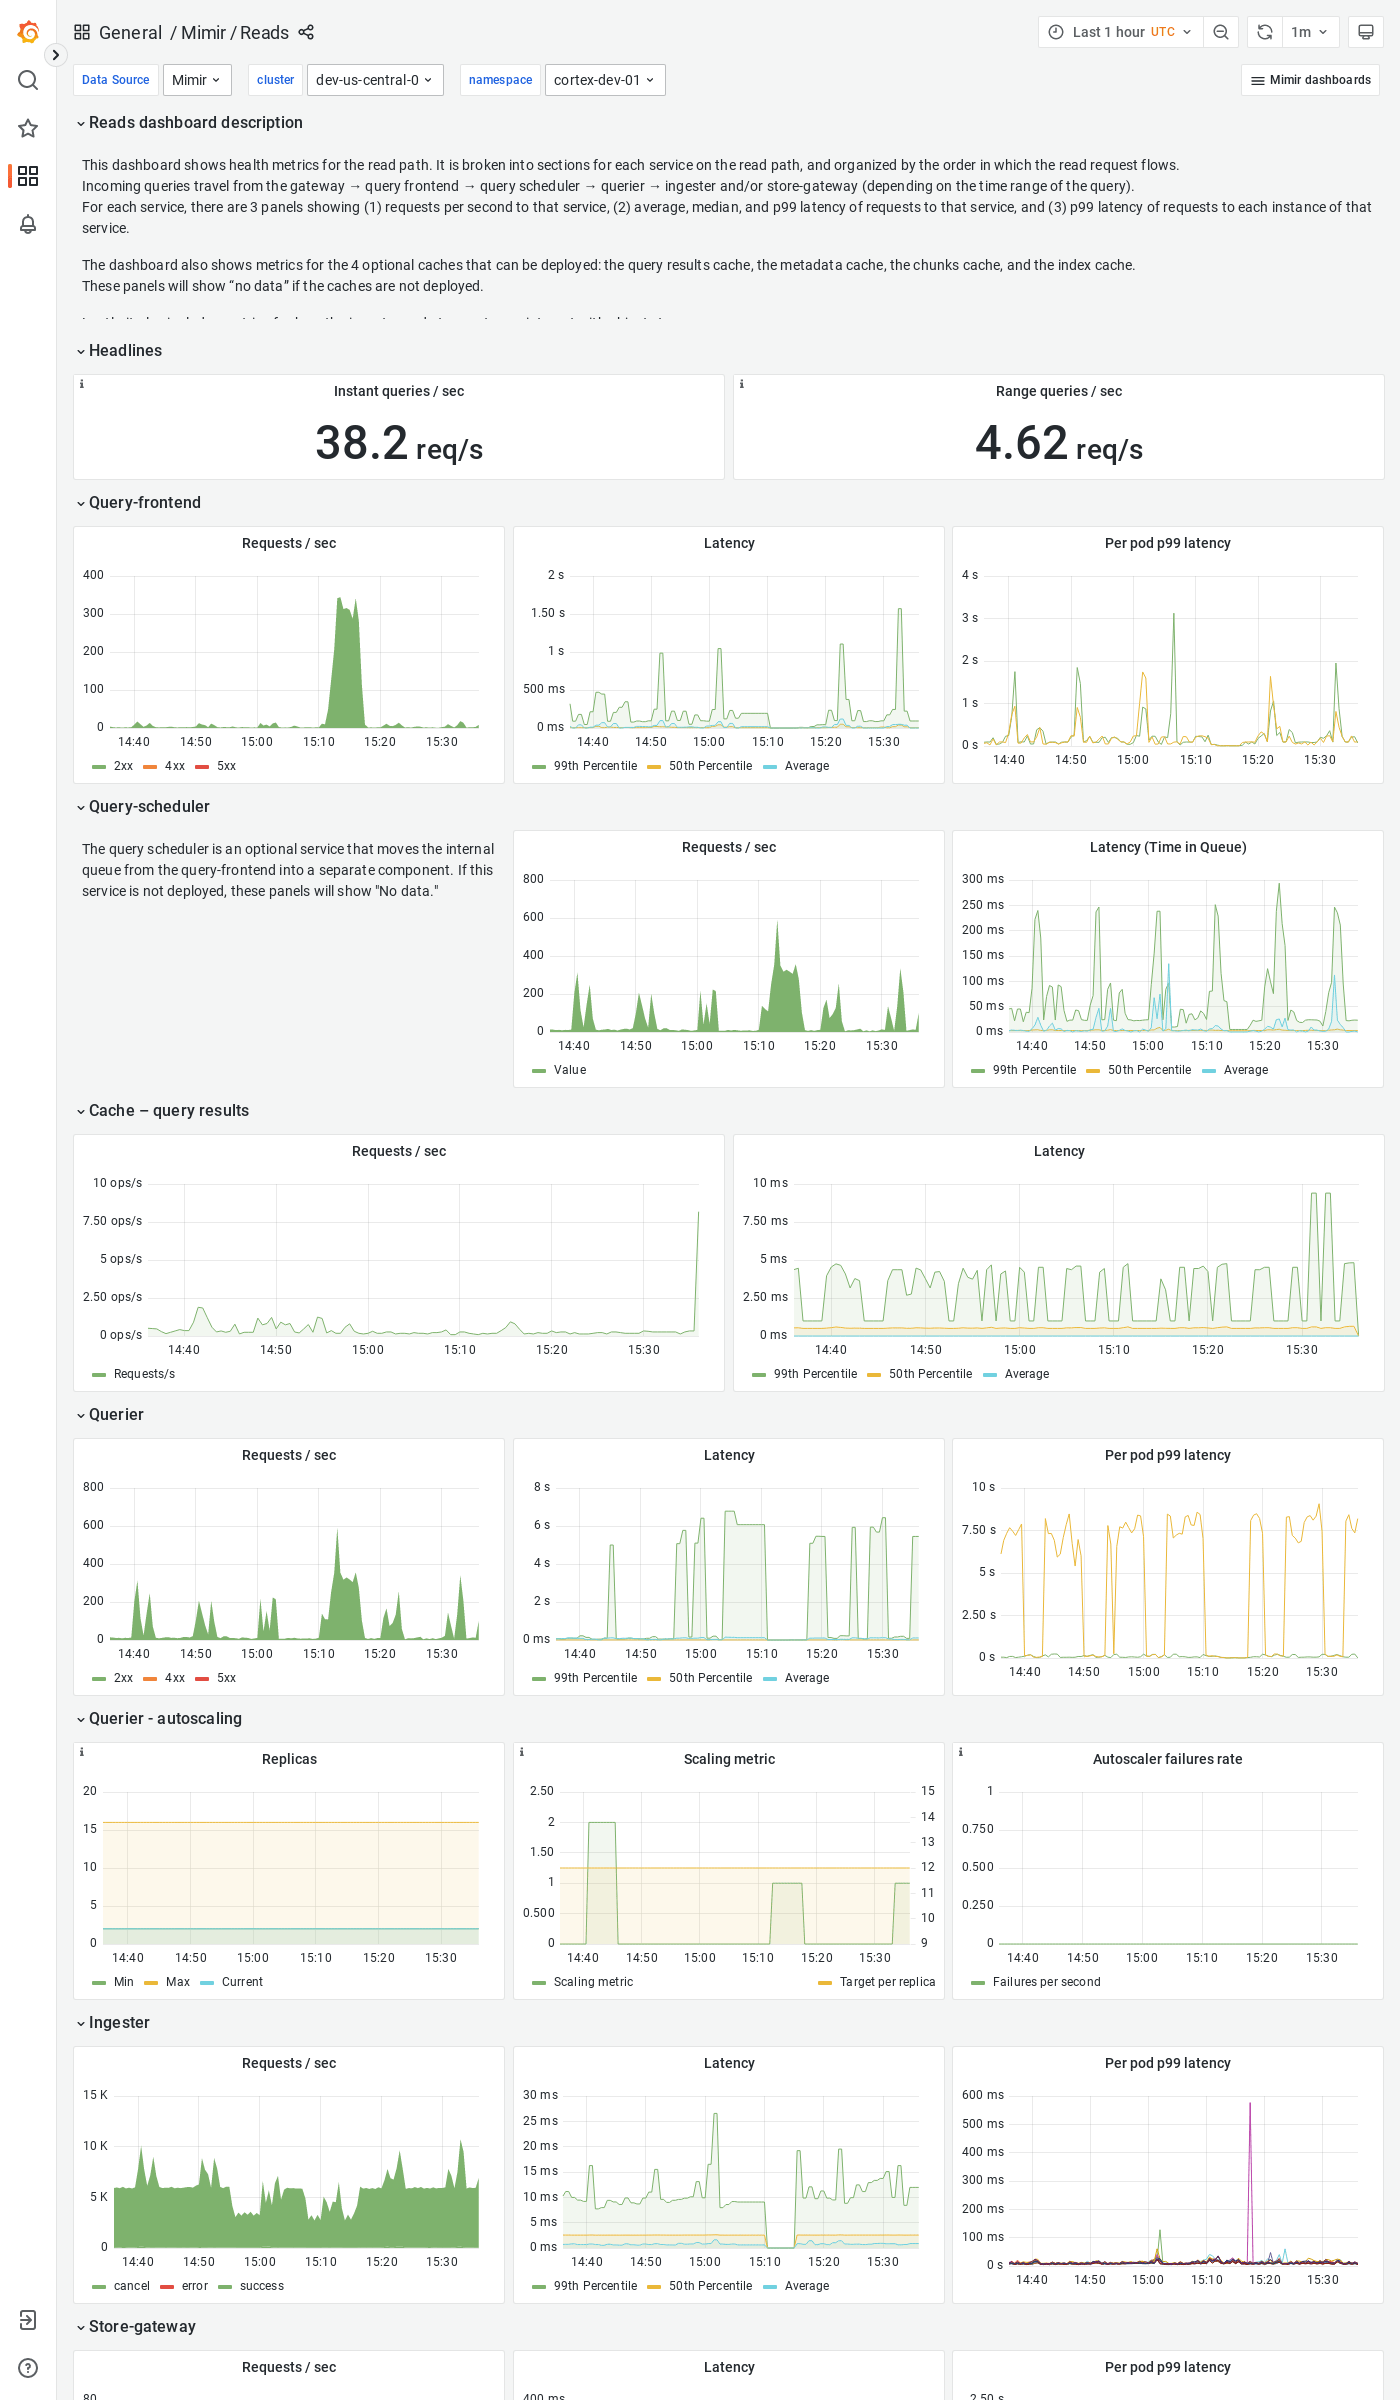 General / Mimir / Reads
Last 1 hour UTC
1m
Data Source Mimir cluster dev-us-central-0 namespace cortex-dev-01
Mimir dashboards
Reads dashboard description
This dashboard shows health metrics for the read path. It is broken into sections for each service on the read path, and organized by the order in which the read request flows.
Incoming queries travel from the gateway → query frontend → query scheduler → querier → ingester and/or store-gateway (depending on the time range of the query).
For each service, there are 3 panels showing (1) requests per second to that service, (2) average, median, and p99 latency of requests to that service, and (3) p99 latency of requests to each instance of that
service.
The dashboard also shows metrics for the 4 optional caches that can be deployed: the query results cache, the metadata cache, the chunks cache, and the index cache.
These panels will show “no data” if the caches are not deployed.
Headlines
Instant queries / sec
38.2 req/s
Range queries / sec
4.62 req/s
Query-frontend
Requests / sec
400
300
200
100
0
14:40 14:50 15:00 15:10 15:20 15:30
2xx 4xx 5xx
Latency
2 s
1.50 s
1 s
500 ms
0 ms
14:40 14:50 15:00 15:10 15:20 15:30
99th Percentile 50th Percentile Average
Per pod p99 latency
4 s
3 s
2 s
1 s
0 s
14:40 14:50 15:00 15:10 15:20 15:30
Query-scheduler
The query scheduler is an optional service that moves the internal
queue from the query-frontend into a separate component. If this
service is not deployed, these panels will show "No data."
Requests / sec
800
600
400
200
0
14:40 14:50 15:00 15:10 15:20 15:30
Value
Latency (Time in Queue)
300 ms
250 ms
200 ms
150 ms
100 ms
50 ms
0 ms
14:40 14:50 15:00 15:10 15:20 15:30
99th Percentile 50th Percentile Average
Cache – query results
Requests / sec
10 ops/s
7.50 ops/s
5 ops/s
2.50 ops/s
0 ops/s
14:40 14:50 15:00 15:10 15:20 15:30
Requests/s
Latency
10 ms
7.50 ms
5 ms
2.50 ms
0 ms
14:40 14:50 15:00 15:10 15:20 15:30
99th Percentile 50th Percentile Average
Querier
Requests / sec
800
600
400
200
0
14:40 14:50 15:00 15:10 15:20 15:30
2xx 4xx 5xx
Latency
8 s
6 s
4 s
2 s
0 ms
14:40 14:50 15:00 15:10 15:20 15:30
99th Percentile 50th Percentile Average
Per pod p99 latency
10 s
7.50 s
5 s
2.50 s
0 s
14:40 14:50 15:00 15:10 15:20 15:30
Querier - autoscaling
Replicas
20
15
10
5
0
14:40 14:50 15:00 15:10 15:20 15:30
Min Max Current
Scaling metric
2.50
2
1.50
1
0.500
0
15
14
13
12
11
10
9
14:40 14:50 15:00 15:10 15:20 15:30
Scaling metric Target per replica
Autoscaler failures rate
1
0.750
0.500
0.250
0
14:40 14:50 15:00 15:10 15:20 15:30
Failures per second
Ingester
Requests / sec
15 K
10 K
5 K
0
14:40 14:50 15:00 15:10 15:20 15:30
cancel error success
Latency
30 ms
25 ms
20 ms
15 ms
10 ms
5 ms
0 ms
14:40 14:50 15:00 15:10 15:20 15:30
99th Percentile 50th Percentile Average
Per pod p99 latency
600 ms
500 ms
400 ms
300 ms
200 ms
100 ms
0 s
14:40 14:50 15:00 15:10 15:20 15:30
Store-gateway
Requests / sec
80
Latency
400 ms
Per pod p99 latency
2.50 s